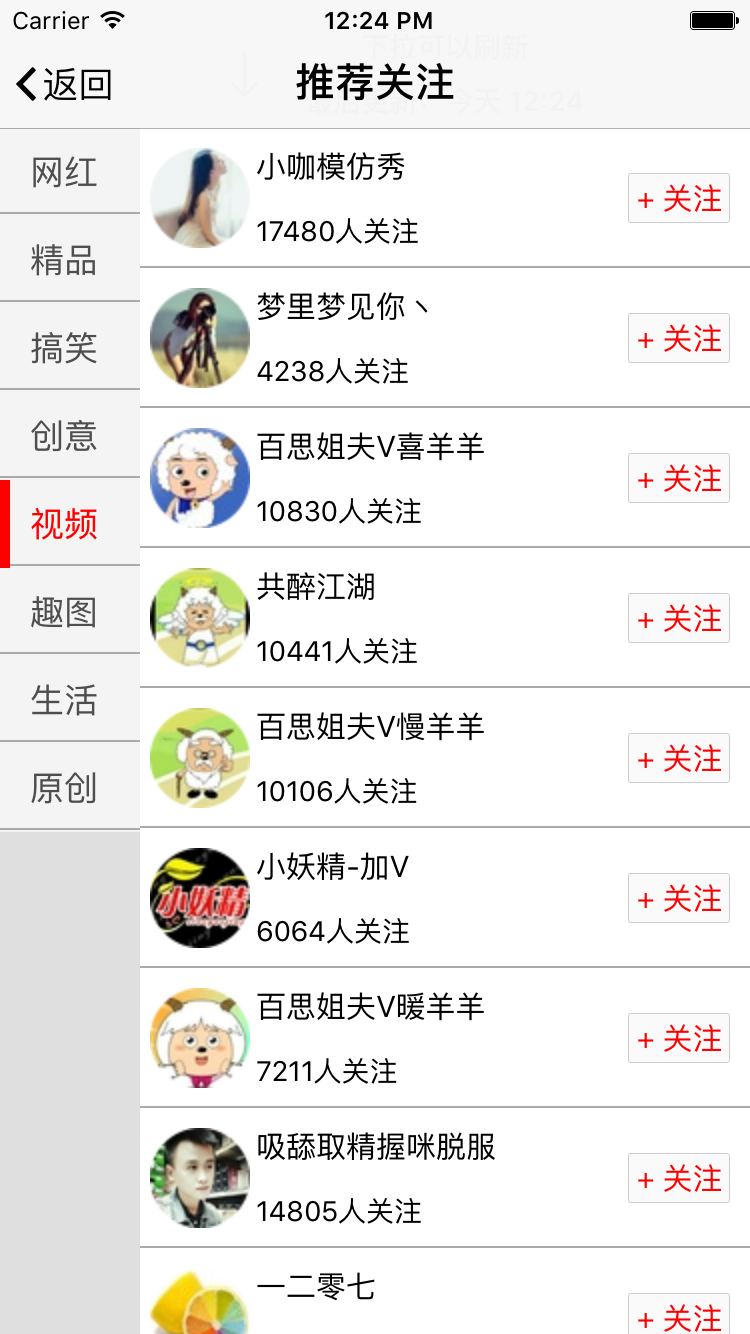 Carrier 12:24 PM
下拉可以刷新
返回 推荐关注
最后更新：今天 12:24
网红
精品
搞笑
创意
视频
趣图
生活
原创
小咖模仿秀
17480人关注
+ 关注
梦里梦见你丶
4238人关注
+ 关注
百思姐夫V喜羊羊
10830人关注
+ 关注
共醉江湖
10441人关注
+ 关注
百思姐夫V慢羊羊
10106人关注
+ 关注
小妖精
小妖精-加V
6064人关注
+ 关注
百思姐夫V暖羊羊
7211人关注
+ 关注
吸舔取精握咪脱服
14805人关注
+ 关注
一二零七
+ 关注